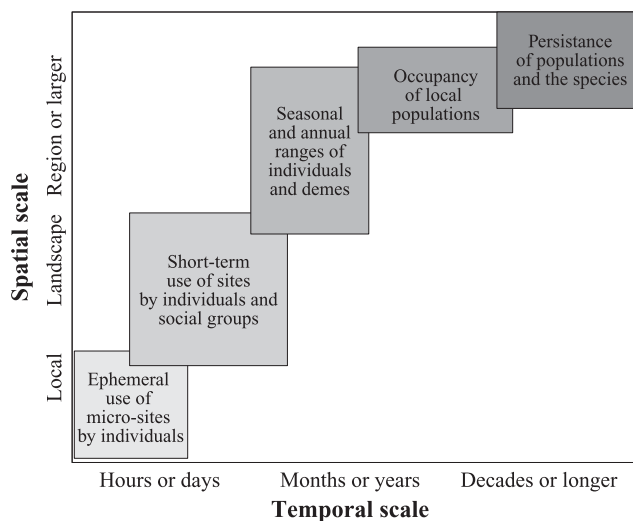 Persistance
of populations
and the species
Occupancy
of local
populations
Seasonal
and annual
ranges of
individuals
and demes
Short-term
use of sites
by individuals and
social groups
Ephemeral
use of
micro-sites
by individuals
Spatial scale
Region or larger
Landscape
Local
Hours or days
Months or years
Decades or longer
Temporal scale